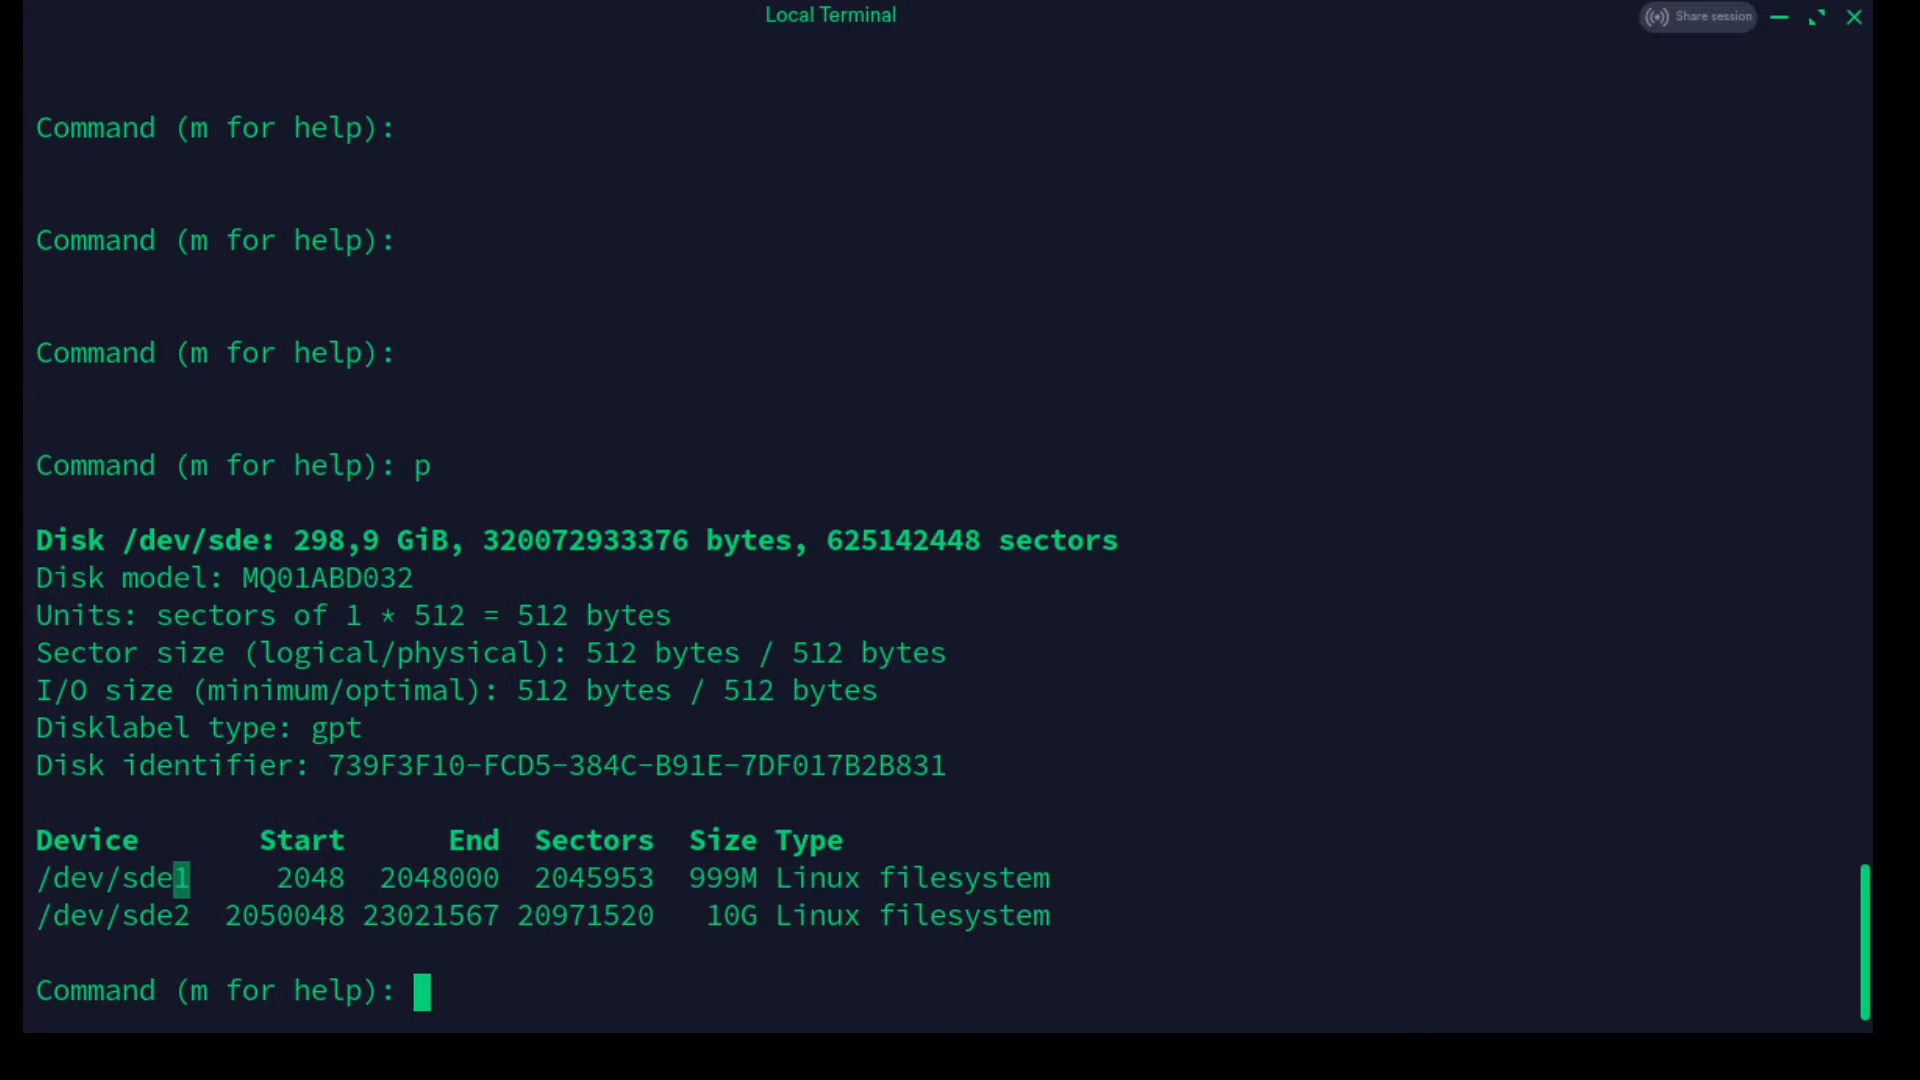 Local Terminal
Share session
Command (m for help):
Command (m for help):
Command (m for help):
Command (m for help): p
Disk /dev/sde: 298,9 GiB, 320072933376 bytes, 625142448 sectors
Disk model: MQ01ABD032
Units: sectors of 1 * 512 = 512 bytes
Sector size (logical/physical): 512 bytes / 512 bytes
I/O size (minimum/optimal): 512 bytes / 512 bytes
Disklabel type: gpt
Disk identifier: 739F3F10-FCD5-384C-B91E-7DF017B2B831
Device Start End Sectors Size Type
/dev/sde1 2048 2048000 2045953 999M Linux filesystem
/dev/sde2 2050048 23021567 20971520 10G Linux filesystem
Command (m for help):